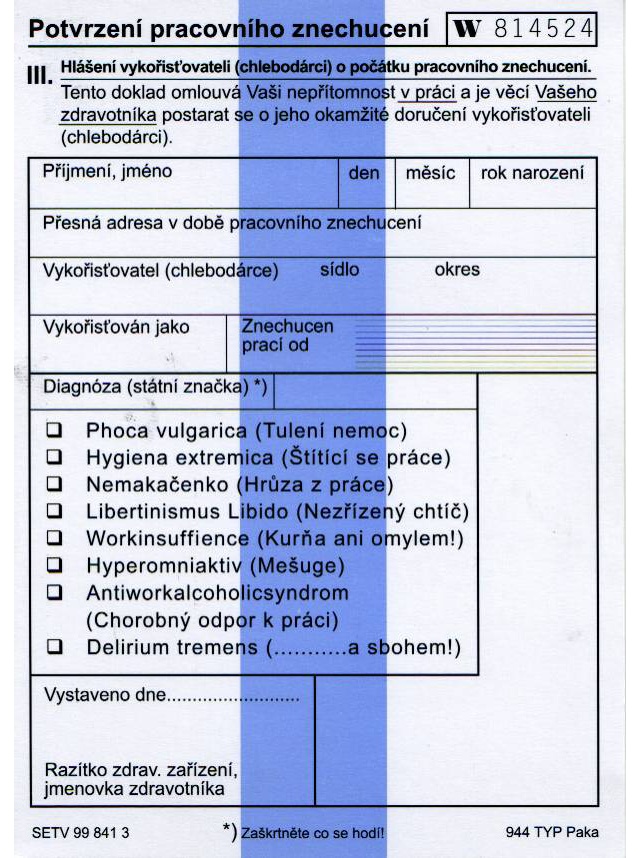 Potvrzení pracovního znechucení W 814524
III. Hlášení vykořisťovateli (chlebodárci) o počátku pracovního znechucení.
Tento doklad omlouvá Vaši nepřítomnost v práci a je věcí Vašeho
zdravotníka postarat se o jeho okamžité doručení vykořisťovateli
(chlebodárci).
Příjmení, jméno den měsíc rok narození
Přesná adresa v době pracovního znechucení
Vykořisťovatel (chlebodárce) sídlo okres
Vykořisťován jako Znechucen
prací od
Diagnóza (státní značka) *)
Phoca vulgarica (Tulení nemoc)
Hygiena extremica (Štítící se práce)
Nemakačenko (Hrůza z práce)
Libertinismus Libido (Nezřízený chtíč)
Workinsuffience (Kurňa ani omylem!)
Hyperomniaktiv (Mešuge)
Antiworkalcoholicsyndrom
(Chorobný odpor k práci)
Delirium tremens (...........a sbohem!)
Vystaveno dne.........................
Razítko zdrav. zařízení,
jmenovka zdravotníka
SETV 99 841 3 *) Zaškrtněte co se hodí! 944 TYP Paka